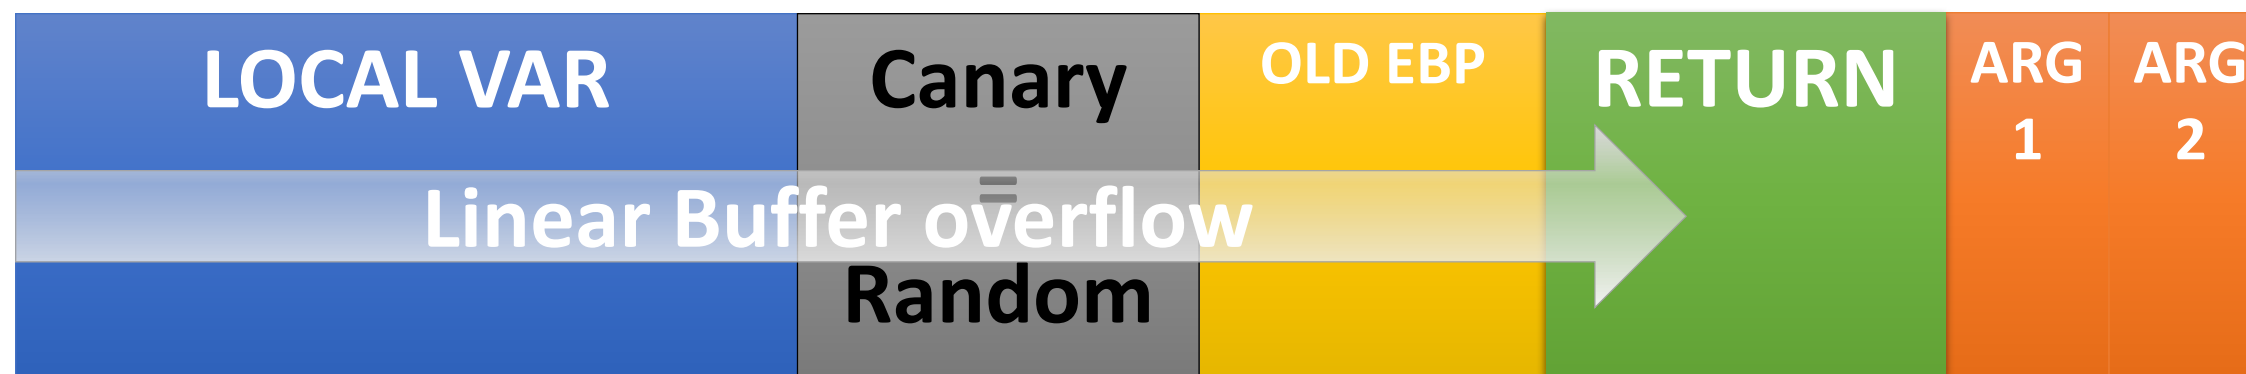 LOCAL VAR
Canary
=
Random
OLD EBP
RETURN
ARG
1
ARG
2
Linear Buffer overflow